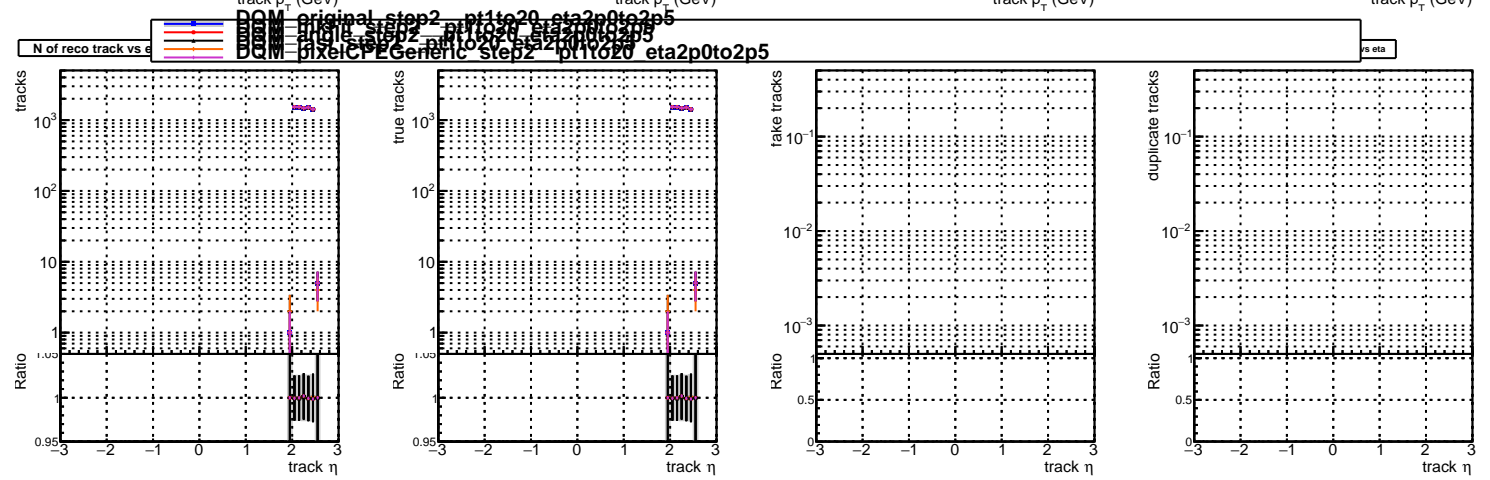 track p_T (GeV) track p_T (GeV) track p_T (GeV) track p_T (GeV)
DQM_original_step2__pt1to20_eta2p0to2p5
DQM_pixelCPEGeneric_step2__pt1to20_eta2p0to2p5
N of reco track vs e
vs eta
tracks
10³
10²
10
1
Ratio
1.05
1
0.95
−3 −2 −1 0 1 2 3
track η
true tracks
10³
10²
10
1
Ratio
1.05
1
0.95
−3 −2 −1 0 1 2 3
track η
fake tracks
10⁻¹
10⁻²
10⁻³
Ratio
1
0.5
0
−3 −2 −1 0 1 2 3
track η
duplicate tracks
10⁻¹
10⁻²
10⁻³
Ratio
1
0.5
0
−3 −2 −1 0 1 2 3
track η